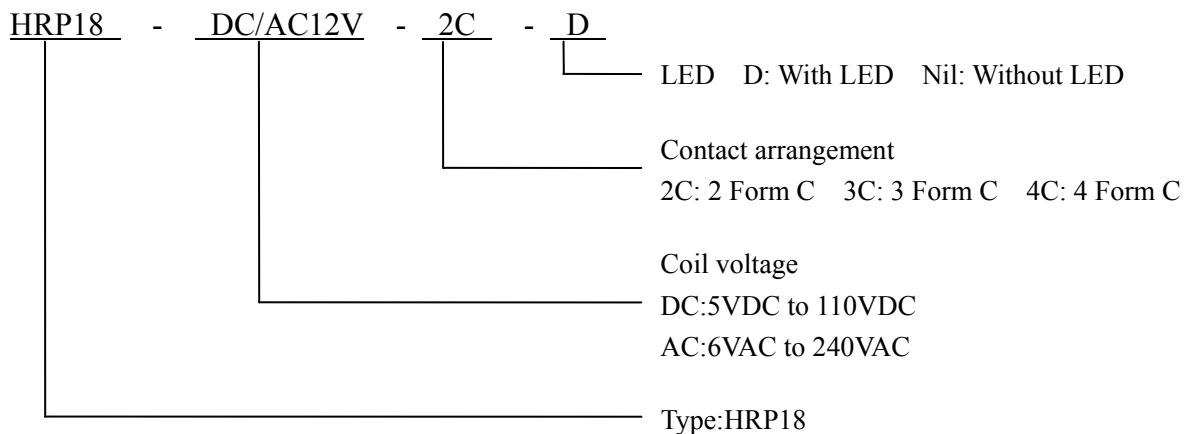 HRP18 - DC/AC12V - 2C - D
LED D: With LED Nil: Without LED
Contact arrangement
2C: 2 Form C 3C: 3 Form C 4C: 4 Form C
Coil voltage
DC:5VDC to 110VDC
AC:6VAC to 240VAC
Type:HRP18